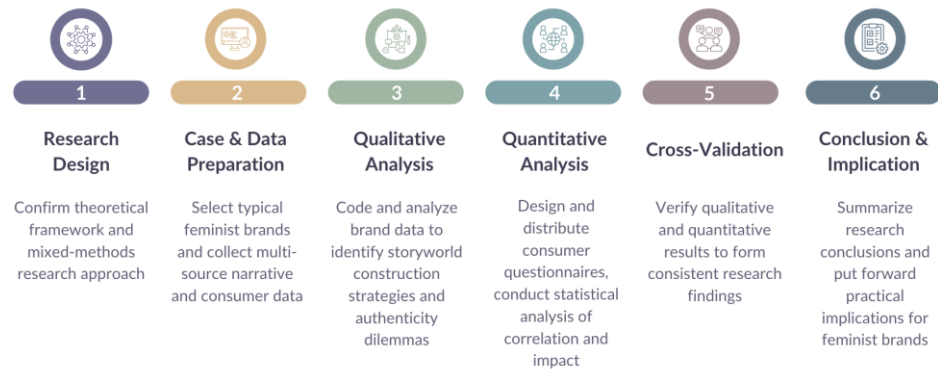 1
Research
Design
Confirm theoretical
framework and
mixed-methods
research approach
2
Case & Data
Preparation
Select typical
feminist brands
and collect multi-
source narrative
and consumer data
3
Qualitative
Analysis
Code and analyze
brand data to
identify storyworld
construction
strategies and
authenticity
dilemmas
4
Quantitative
Analysis
Design and
distribute
consumer
questionnaires,
conduct statistical
analysis of
correlation and
impact
5
Cross-Validation
Verify qualitative
and quantitative
results to form
consistent research
findings
6
Conclusion &
Implication
Summarize
research
conclusions and
put forward
practical
implications for
feminist brands